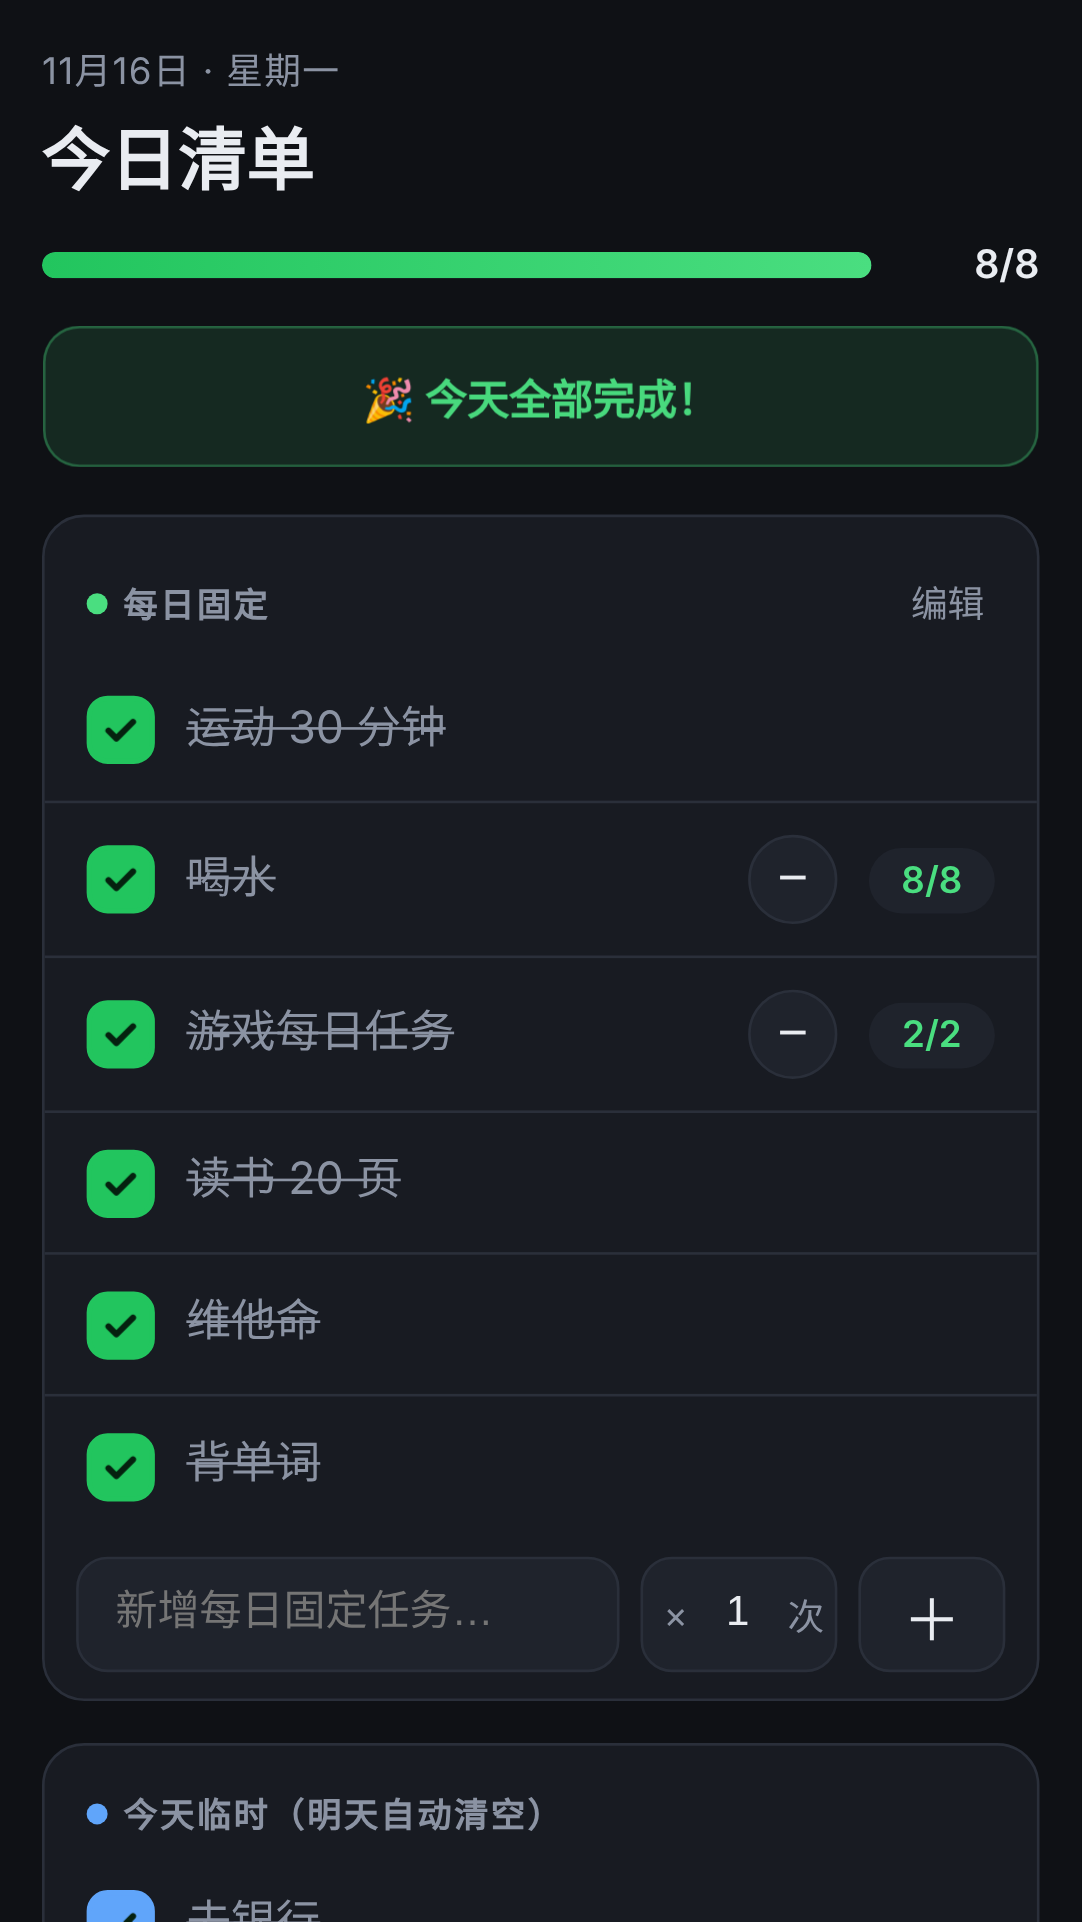 11月16日 · 星期一
今日清单
8/8
🎉 今天全部完成！
每日固定 编辑
运动 30 分钟
喝水 − 8/8
游戏每日任务 − 2/2
读书 20 页
维他命
背单词
新增每日固定任务... × 1 次 +
今天临时（明天自动清空）
去银行